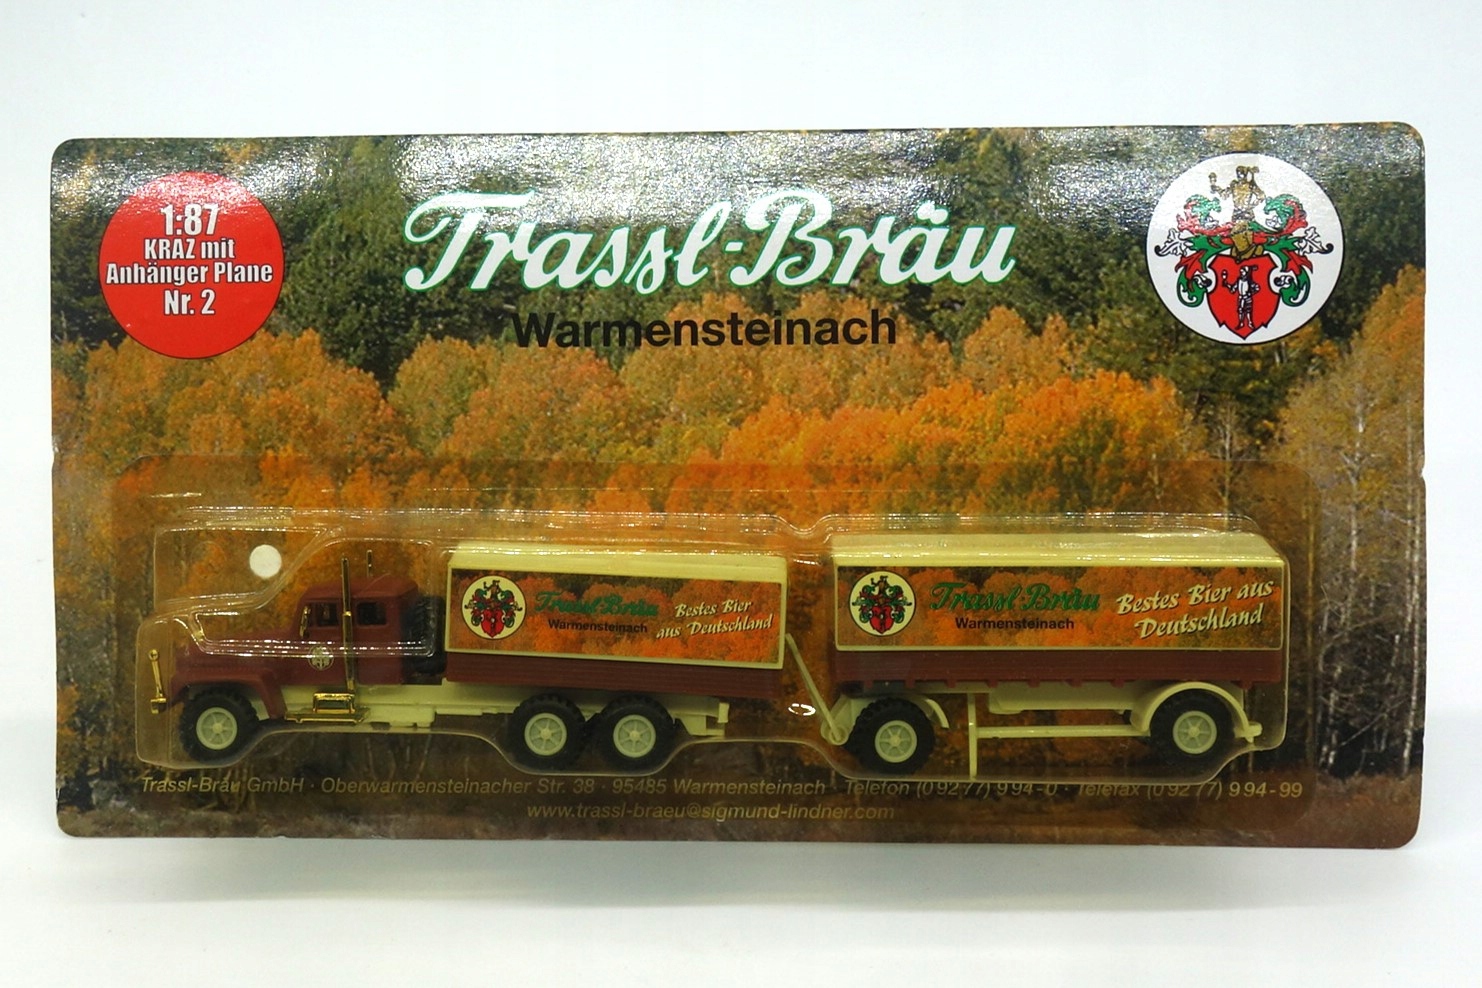 1:87
KRAZ mit
Anhänger Plane
Nr. 2
Trassl-Bräu
Warmensteinach
Trassl-Bräu
Warmensteinach
Bestes Bier
aus Deutschland
Trassl-Bräu
Warmensteinach
Bestes Bier aus
Deutschland
Trassl-Bräu GmbH · Oberwarmensteinacher Str. 38 · 95485 Warmensteinach · Telefon (0 92 77) 9 94 - 0 · Telefax (0 92 77) 9 94 - 99
www.trassl-braeu@sigmund-lindner.com